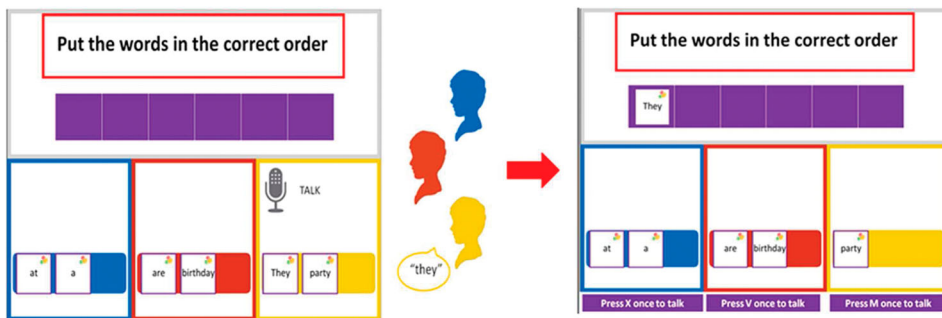 Put the words in the correct order
TALK
at a are birthday They party
"they"
Put the words in the correct order
They
at a are birthday party
Press X once to talk Press V once to talk Press M once to talk